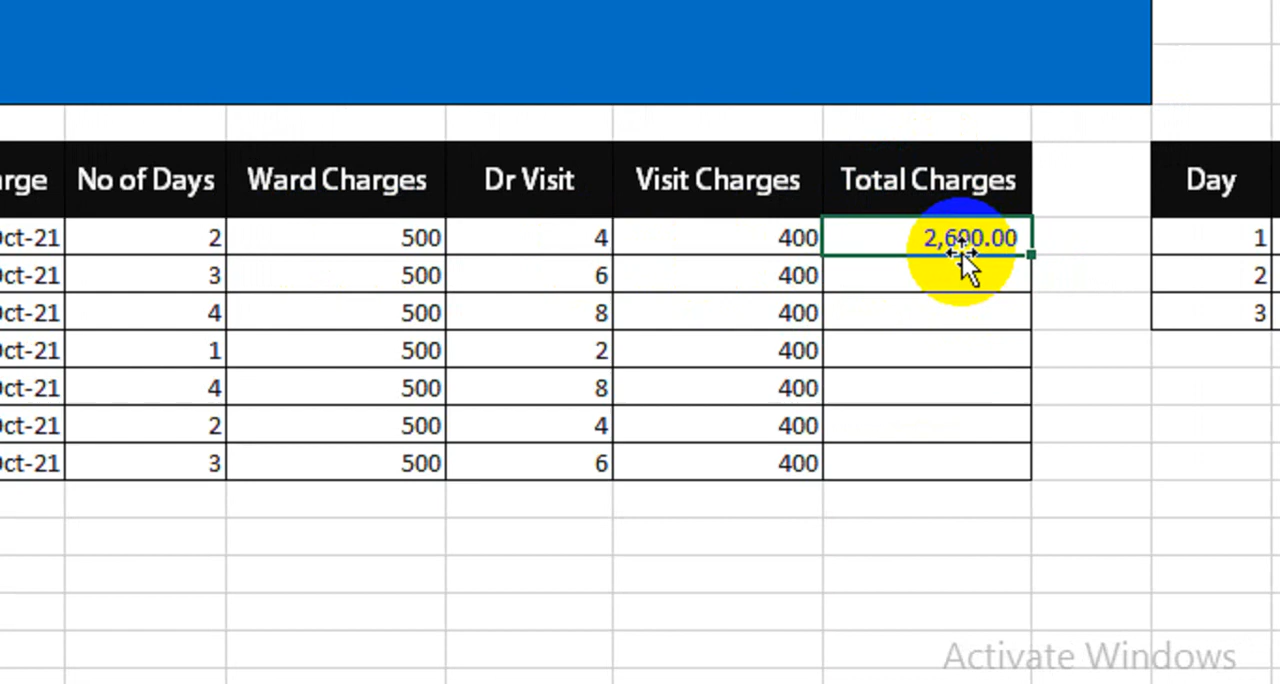 arge No of Days Ward Charges Dr Visit Visit Charges Total Charges Day
Oct-21 2 500 4 400 2,600.00 1
Oct-21 3 500 6 400 2
Oct-21 4 500 8 400 3
Oct-21 1 500 2 400
Oct-21 4 500 8 400
Oct-21 2 500 4 400
Oct-21 3 500 6 400
Activate Windows